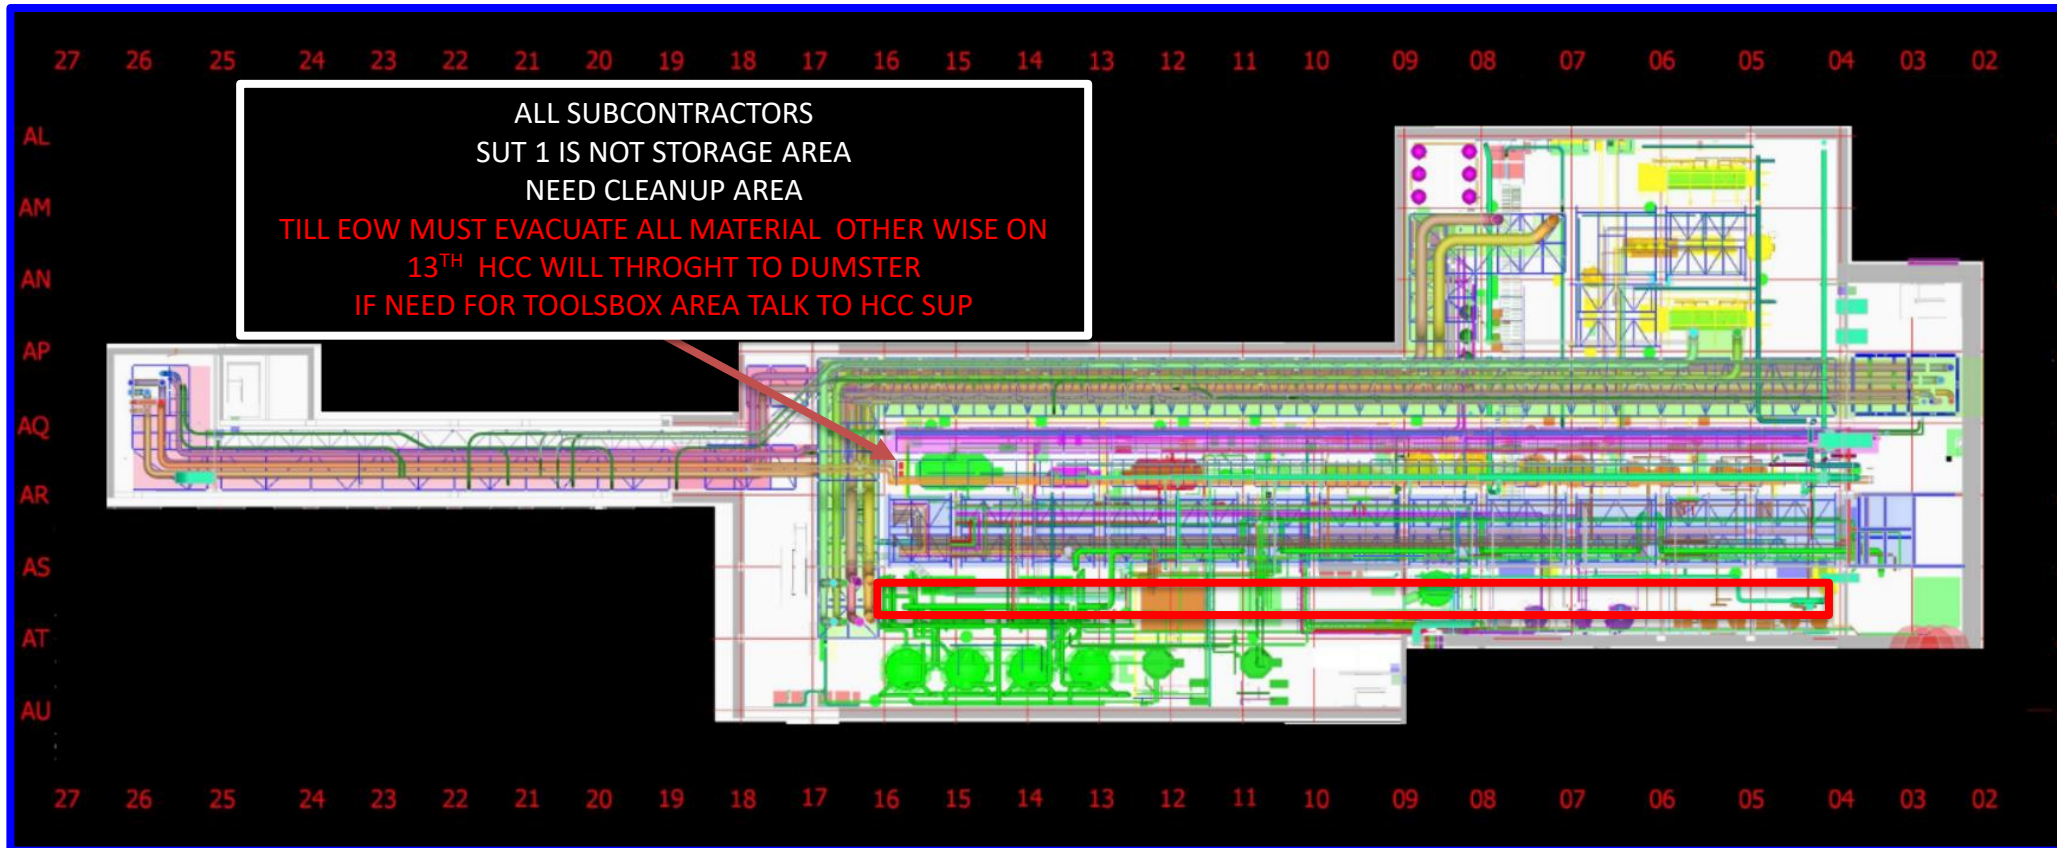 27 26 25 24 23 22 21 20 19 18 17 16 15 14 13 12 11 10 09 08 07 06 05 04 03 02
ALL SUBCONTRACTORS
SUT 1 IS NOT STORAGE AREA
NEED CLEANUP AREA
TILL EOW MUST EVACUATE ALL MATERIAL OTHER WISE ON
13TH HCC WILL THROGHT TO DUMSTER
IF NEED FOR TOOLSBOX AREA TALK TO HCC SUP
AL
AM
AN
AP
AQ
AR
AS
AT
AU
27 26 25 24 23 22 21 20 19 18 17 16 15 14 13 12 11 10 09 08 07 06 05 04 03 02